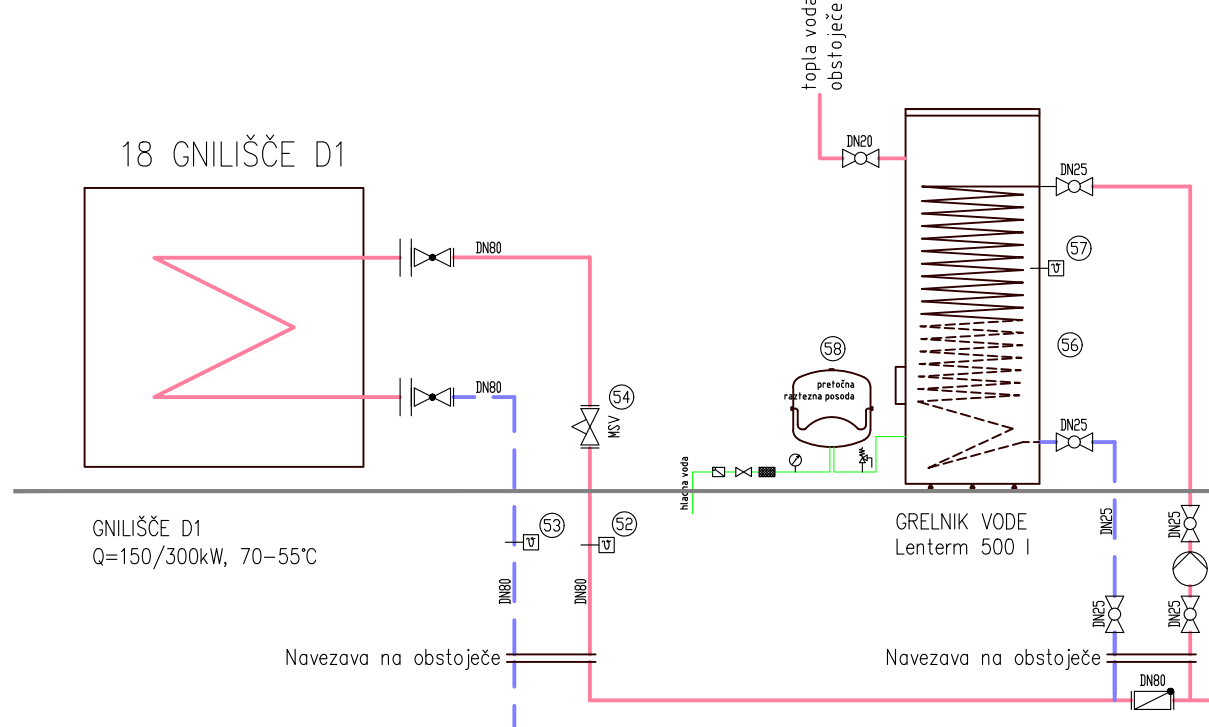 topla voda
obstoječe
18 GNILIŠČE D1
DN20
DN25
DN80
57
56
58
pretočna
raztezna posoda
DN80
54
MSV
DN25
hladna voda
GNILIŠČE D1
Q=150/300kW, 70-55°C
53
52
GRELNIK VODE
Lenterm 500 l
DN25
DN25
DN80
DN80
DN25
DN25
Navezava na obstoječe
Navezava na obstoječe
DN80